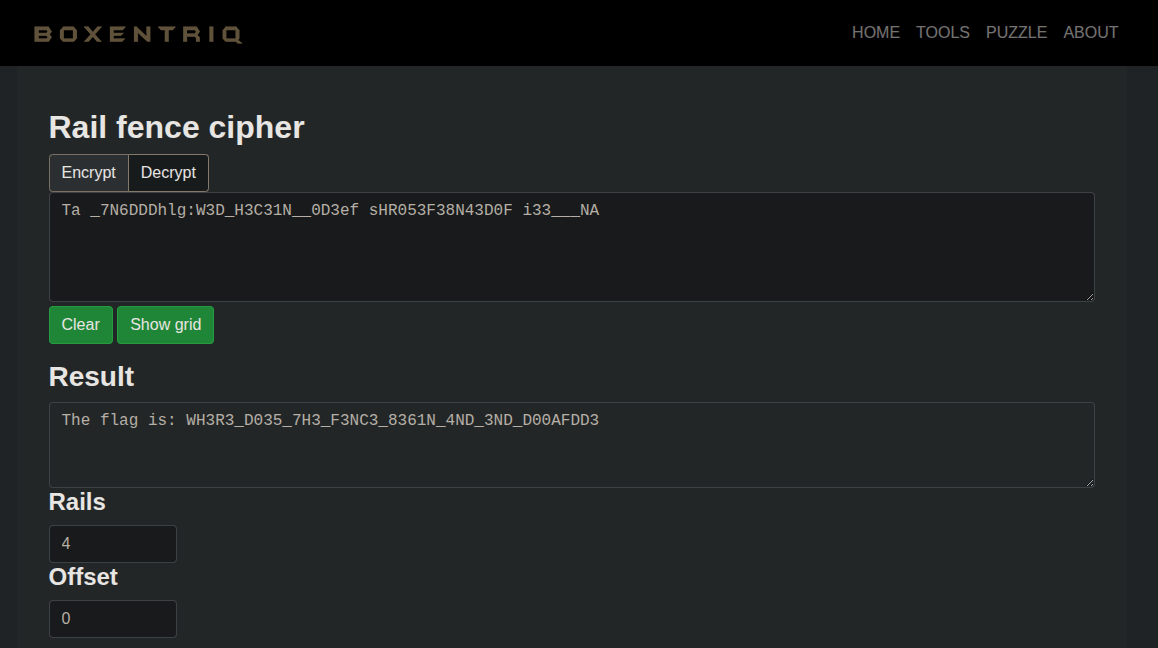 BOXENTRIQ
HOME TOOLS PUZZLE ABOUT
Rail fence cipher
Encrypt Decrypt
Ta _7N6DDDhlg:W3D_H3C31N__0D3ef sHR053F38N43D0F i33___NA
Clear Show grid
Result
The flag is: WH3R3_D035_7H3_F3NC3_8361N_4ND_3ND_D00AFDD3
Rails
4
Offset
0